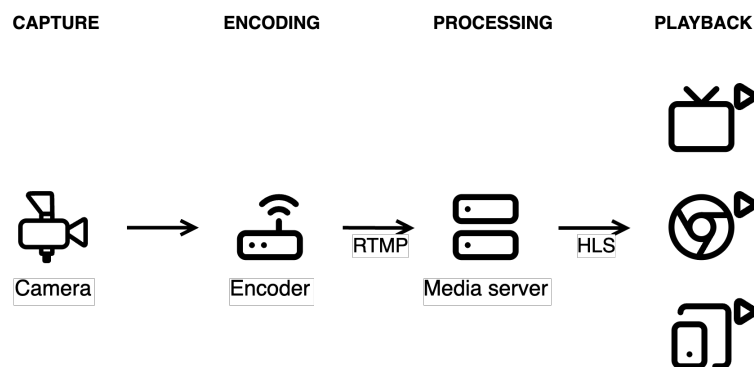 CAPTURE
ENCODING
PROCESSING
PLAYBACK
RTMP
HLS
Camera
Encoder
Media server